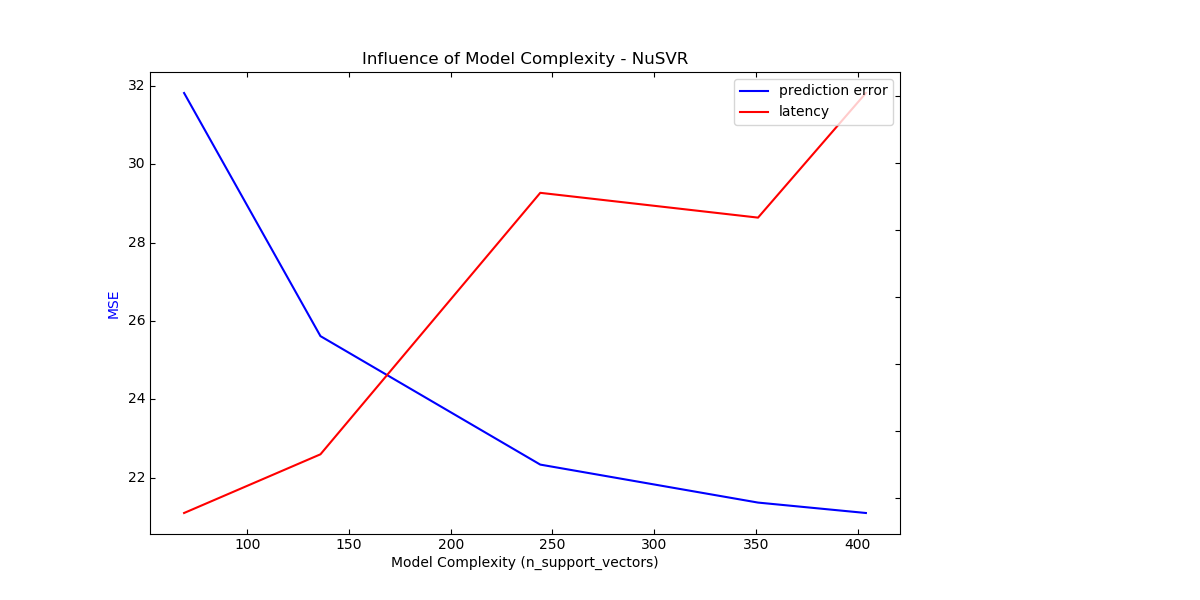 Influence of Model Complexity - NuSVR
prediction error
latency
32
30
28
26
24
22
MSE
100 150 200 250 300 350 400
Model Complexity (n_support_vectors)